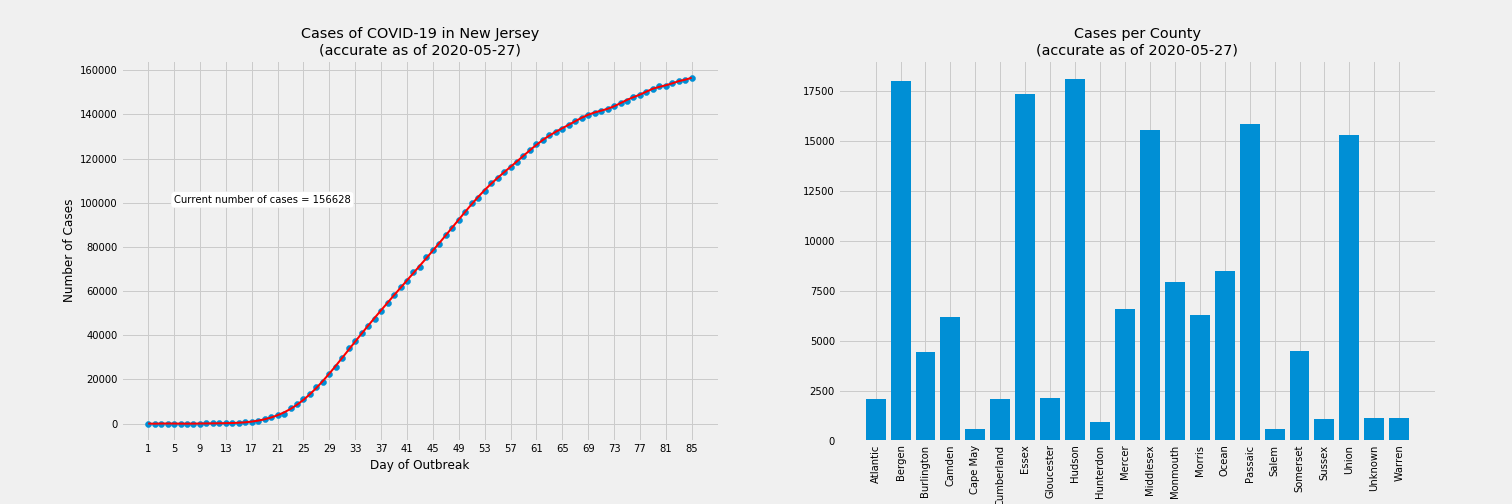 Cases of COVID-19 in New Jersey
(accurate as of 2020-05-27)
160000
140000
120000
100000
80000
60000
40000
20000
0
Number of Cases
Current number of cases = 156628
1 5 9 13 17 21 25 29 33 37 41 45 49 53 57 61 65 69 73 77 81 85
Day of Outbreak
Cases per County
(accurate as of 2020-05-27)
17500
15000
12500
10000
7500
5000
2500
0
Atlantic
Bergen
Burlington
Camden
Cape May
umberland
Essex
Gloucester
Hudson
Hunterdon
Mercer
Middlesex
Monmouth
Morris
Ocean
Passaic
Salem
Somerset
Sussex
Union
Unknown
Warren